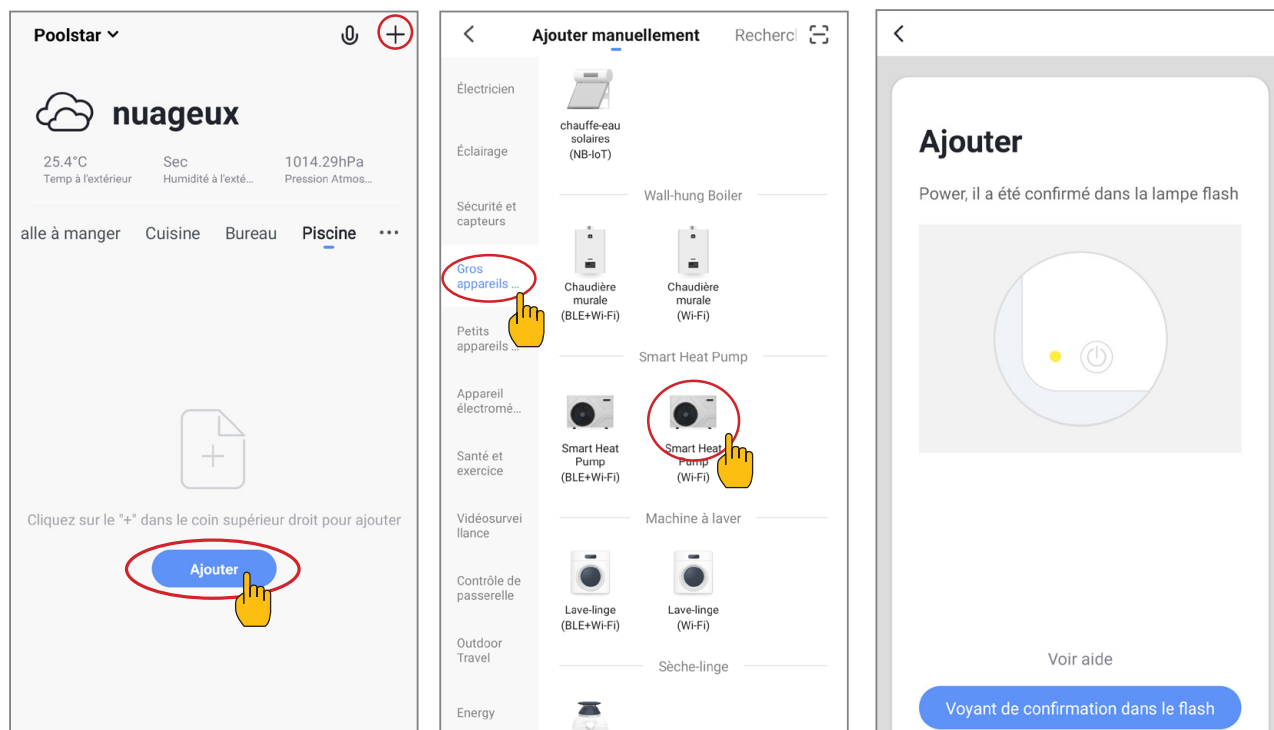 Poolstar
nuageux
25.4°C Sec 1014.29hPa
Temp à l'extérieur Humidité à l'exté... Pression Atmos...
alle à manger Cuisine Bureau Piscine
Cliquez sur le "+" dans le coin supérieur droit pour ajouter
Ajouter
Ajouter manuellement Recherc
Électricien
Éclairage
Sécurité et
capteurs
Gros
appareils ...
Petits
appareils ...
Appareil
électromé...
Santé et
exercice
Vidéosurvei
llance
Contrôle de
passerelle
Outdoor
Travel
Energy
chauffe-eau
solaires
(NB-IoT)
Wall-hung Boiler
Chaudière
murale
(BLE+Wi-Fi)
Chaudière
murale
(Wi-Fi)
Smart Heat Pump
Smart Heat
Pump
(BLE+Wi-Fi)
Smart Heat
Pump
(Wi-Fi)
Machine à laver
Lave-linge
(BLE+Wi-Fi)
Lave-linge
(Wi-Fi)
Sèche-linge
Ajouter
Power, il a été confirmé dans la lampe flash
Voir aide
Voyant de confirmation dans le flash